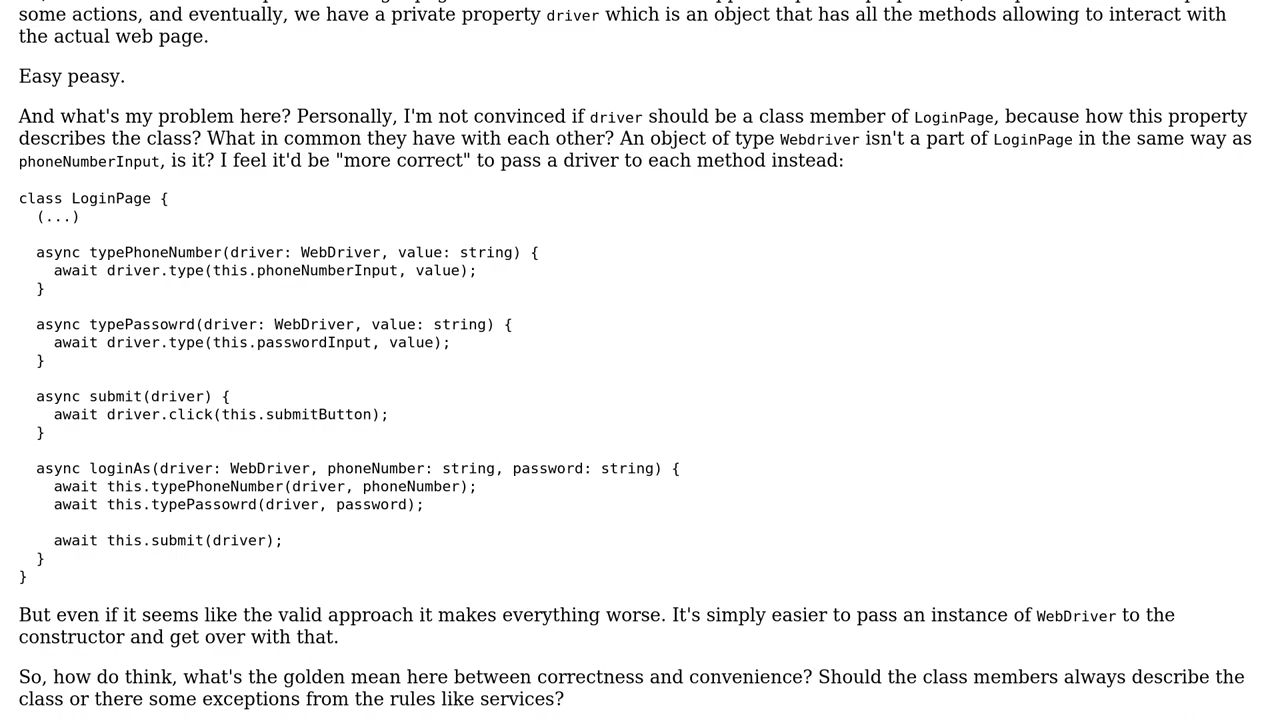 some actions, and eventually, we have a private property driver which is an object that has all the methods allowing to interact with
the actual web page.
Easy peasy.
And what's my problem here? Personally, I'm not convinced if driver should be a class member of LoginPage, because how this property
describes the class? What in common they have with each other? An object of type Webdriver isn't a part of LoginPage in the same way as
phoneNumberInput, is it? I feel it'd be "more correct" to pass a driver to each method instead:
class LoginPage {
  (...)

  async typePhoneNumber(driver: WebDriver, value: string) {
    await driver.type(this.phoneNumberInput, value);
  }

  async typePassowrd(driver: WebDriver, value: string) {
    await driver.type(this.passwordInput, value);
  }

  async submit(driver) {
    await driver.click(this.submitButton);
  }

  async loginAs(driver: WebDriver, phoneNumber: string, password: string) {
    await this.typePhoneNumber(driver, phoneNumber);
    await this.typePassowrd(driver, password);

    await this.submit(driver);
  }
}
But even if it seems like the valid approach it makes everything worse. It's simply easier to pass an instance of WebDriver to the
constructor and get over with that.
So, how do think, what's the golden mean here between correctness and convenience? Should the class members always describe the
class or there some exceptions from the rules like services?